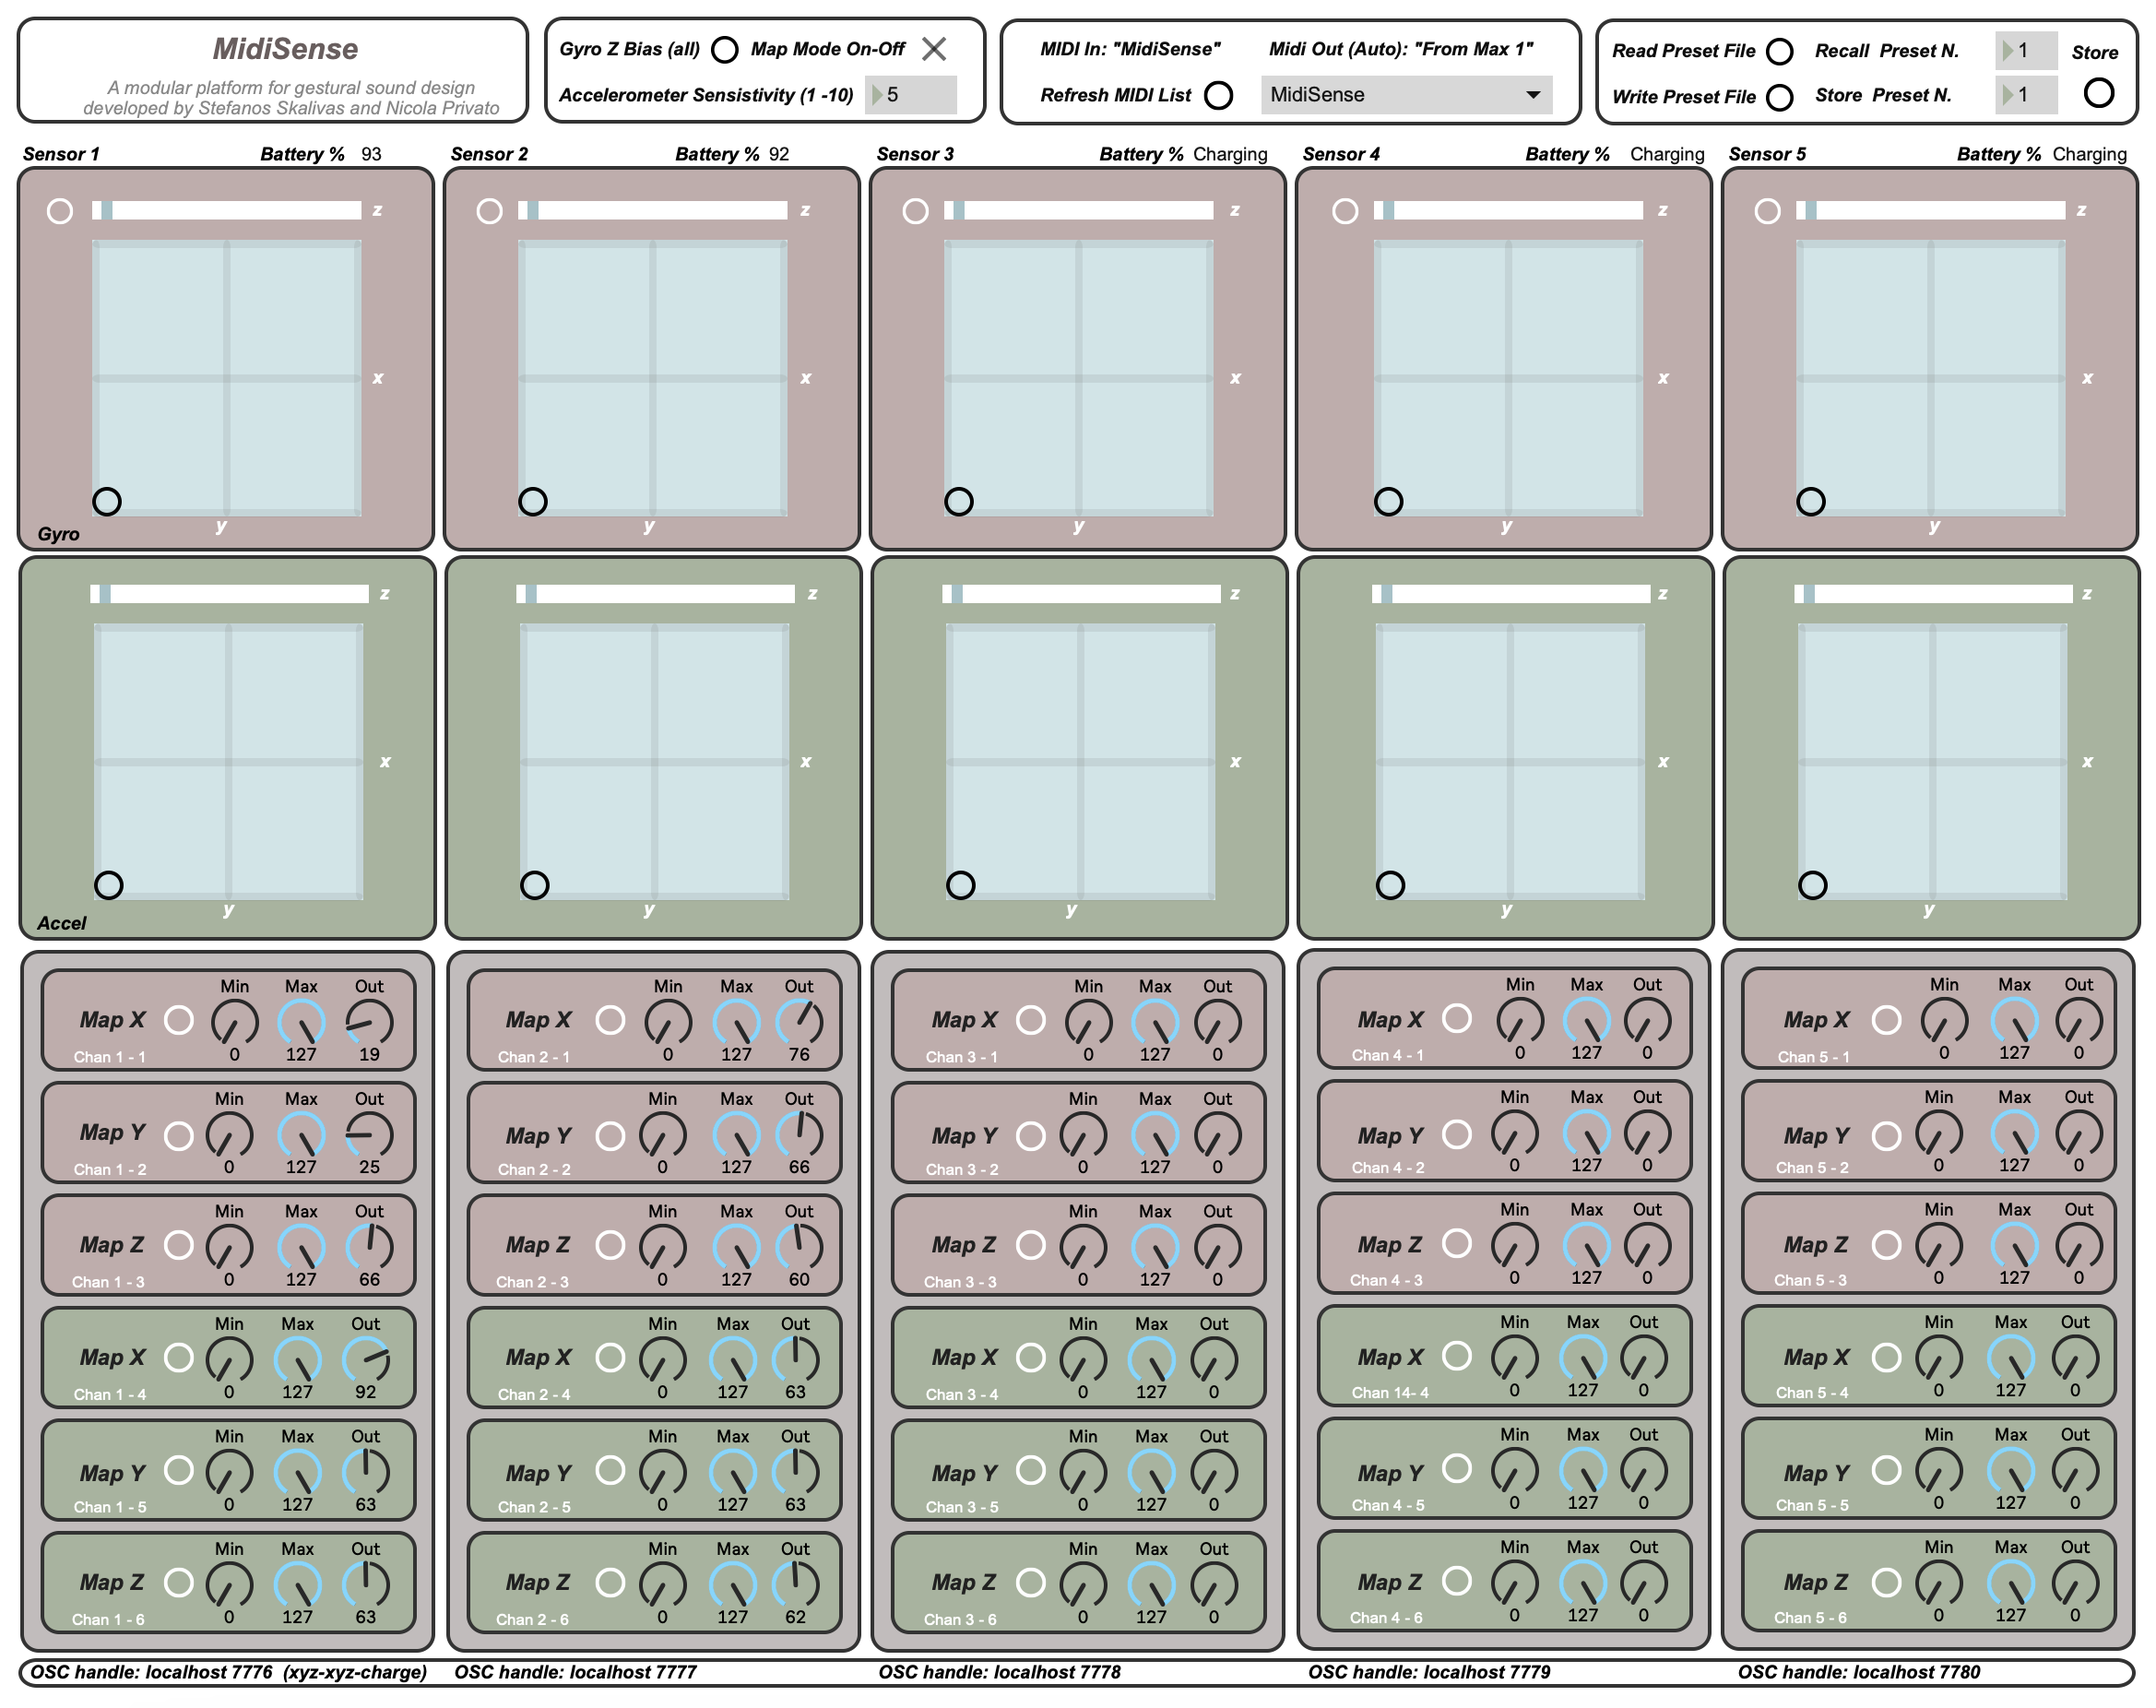 MidiSense
A modular platform for gestural sound design
developed by Stefanos Skalivas and Nicola Privato
Gyro Z Bias (all) Map Mode On-Off
Accelerometer Sensistivity (1 -10) 5
MIDI In: "MidiSense" Midi Out (Auto): "From Max 1"
Refresh MIDI List MidiSense
Read Preset File Recall Preset N. 1 Store
Write Preset File Store Preset N. 1
Sensor 1 Battery % 93 Sensor 2 Battery % 92 Sensor 3 Battery % Charging Sensor 4 Battery % Charging Sensor 5 Battery % Charging
z z z z z
x x x x x
y y y y y
Gyro
z z z z z
x x x x x
y y y y y
Accel
Min Max Out Min Max Out Min Max Out Min Max Out Min Max Out
Map X Map X Map X Map X Map X
Chan 1 - 1 0 127 19 Chan 2 - 1 0 127 76 Chan 3 - 1 0 127 0 Chan 4 - 1 0 127 0 Chan 5 - 1 0 127 0
Min Max Out Min Max Out Min Max Out Min Max Out Min Max Out
Map Y Map Y Map Y Map Y Map Y
Chan 1 - 2 0 127 25 Chan 2 - 2 0 127 66 Chan 3 - 2 0 127 0 Chan 4 - 2 0 127 0 Chan 5 - 2 0 127 0
Min Max Out Min Max Out Min Max Out Min Max Out Min Max Out
Map Z Map Z Map Z Map Z Map Z
Chan 1 - 3 0 127 66 Chan 2 - 3 0 127 60 Chan 3 - 3 0 127 0 Chan 4 - 3 0 127 0 Chan 5 - 3 0 127 0
Min Max Out Min Max Out Min Max Out Min Max Out Min Max Out
Map X Map X Map X Map X Map X
Chan 1 - 4 0 127 92 Chan 2 - 4 0 127 63 Chan 3 - 4 0 127 0 Chan 14- 4 0 127 0 Chan 5 - 4 0 127 0
Min Max Out Min Max Out Min Max Out Min Max Out Min Max Out
Map Y Map Y Map Y Map Y Map Y
Chan 1 - 5 0 127 63 Chan 2 - 5 0 127 63 Chan 3 - 5 0 127 0 Chan 4 - 5 0 127 0 Chan 5 - 5 0 127 0
Min Max Out Min Max Out Min Max Out Min Max Out Min Max Out
Map Z Map Z Map Z Map Z Map Z
Chan 1 - 6 0 127 63 Chan 2 - 6 0 127 62 Chan 3 - 6 0 127 0 Chan 4 - 6 0 127 0 Chan 5 - 6 0 127 0
OSC handle: localhost 7776 (xyz-xyz-charge) OSC handle: localhost 7777 OSC handle: localhost 7778 OSC handle: localhost 7779 OSC handle: localhost 7780